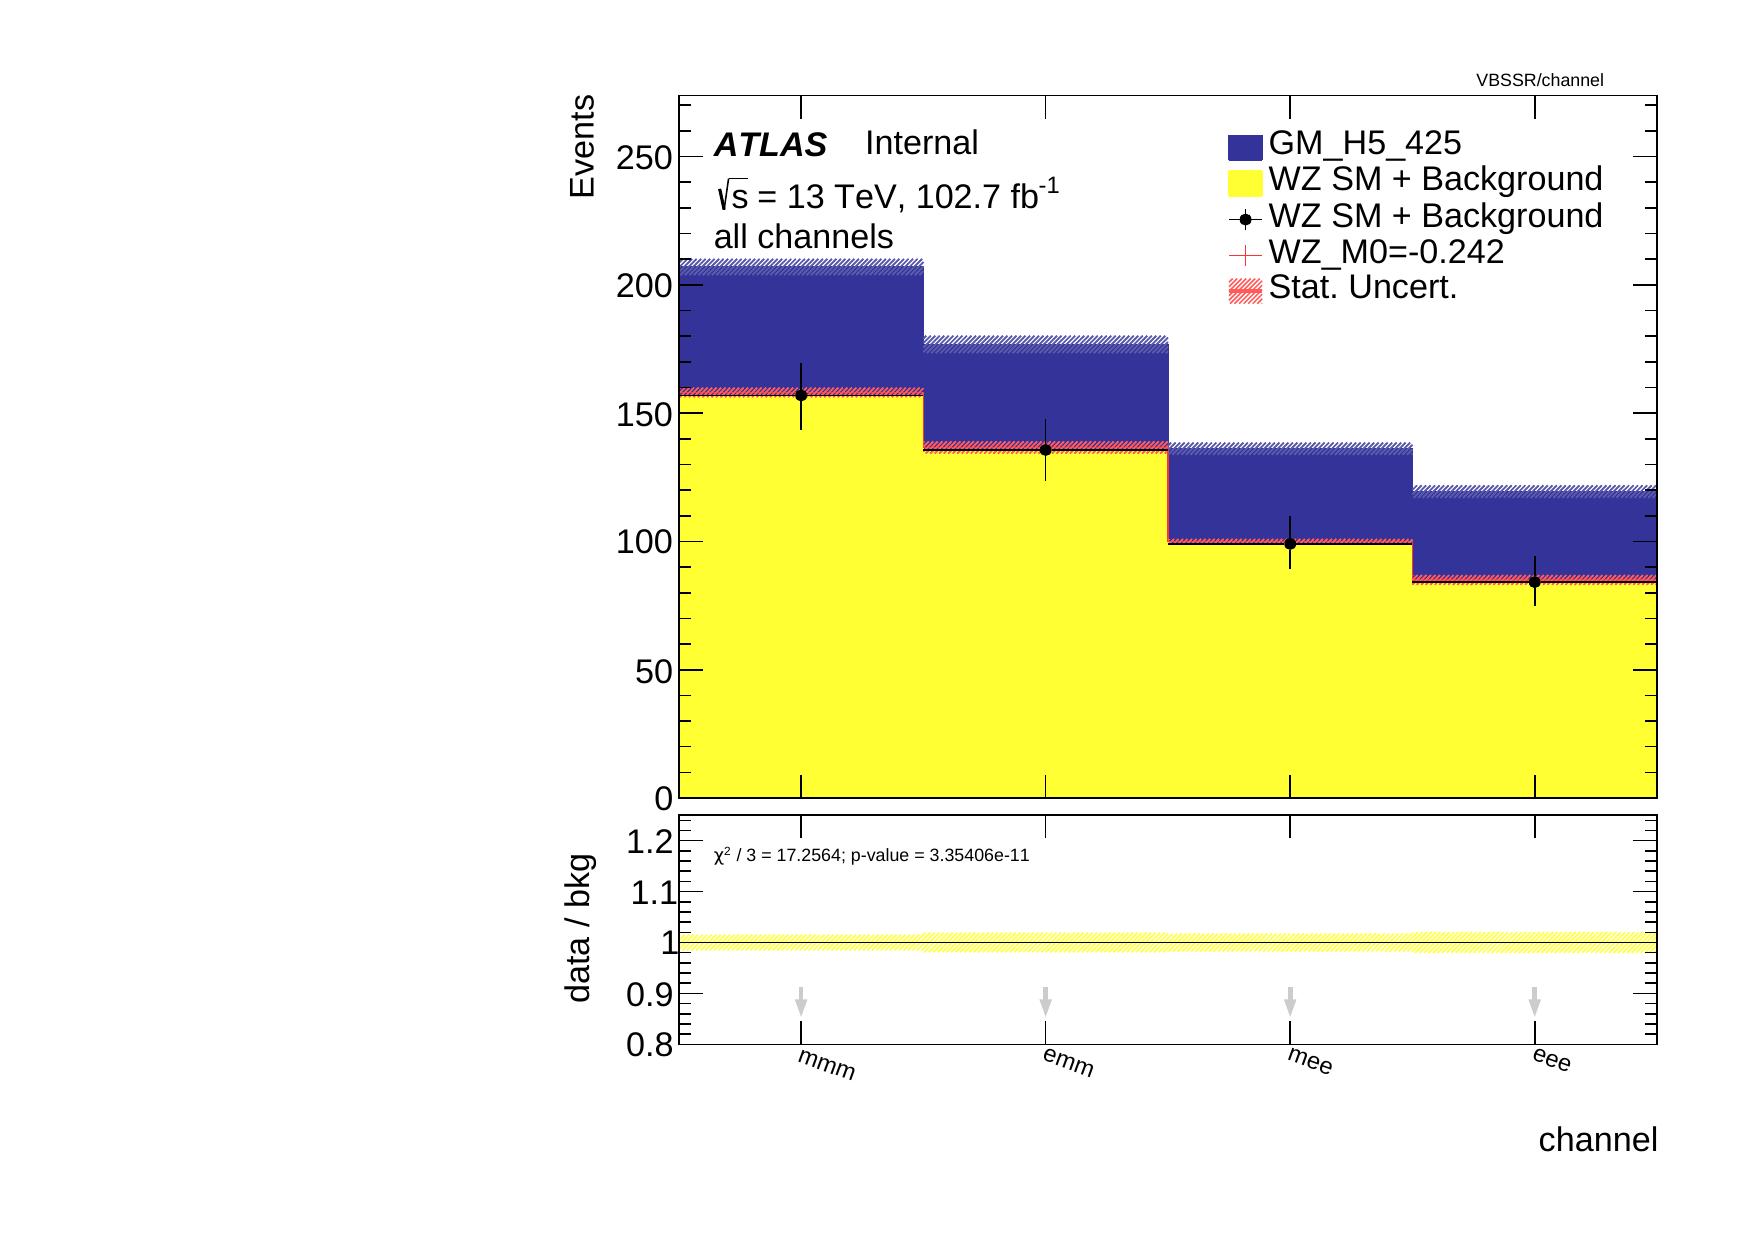 VBSSR/channel
Events
ATLAS Internal
√s = 13 TeV, 102.7 fb-1
all channels
GM_H5_425
WZ SM + Background
WZ SM + Background
WZ_M0=-0.242
Stat. Uncert.
250
200
150
100
50
0
data / bkg
χ2 / 3 = 17.2564; p-value = 3.35406e-11
1.2
1.1
1
0.9
0.8
mmm emm mee eee
channel